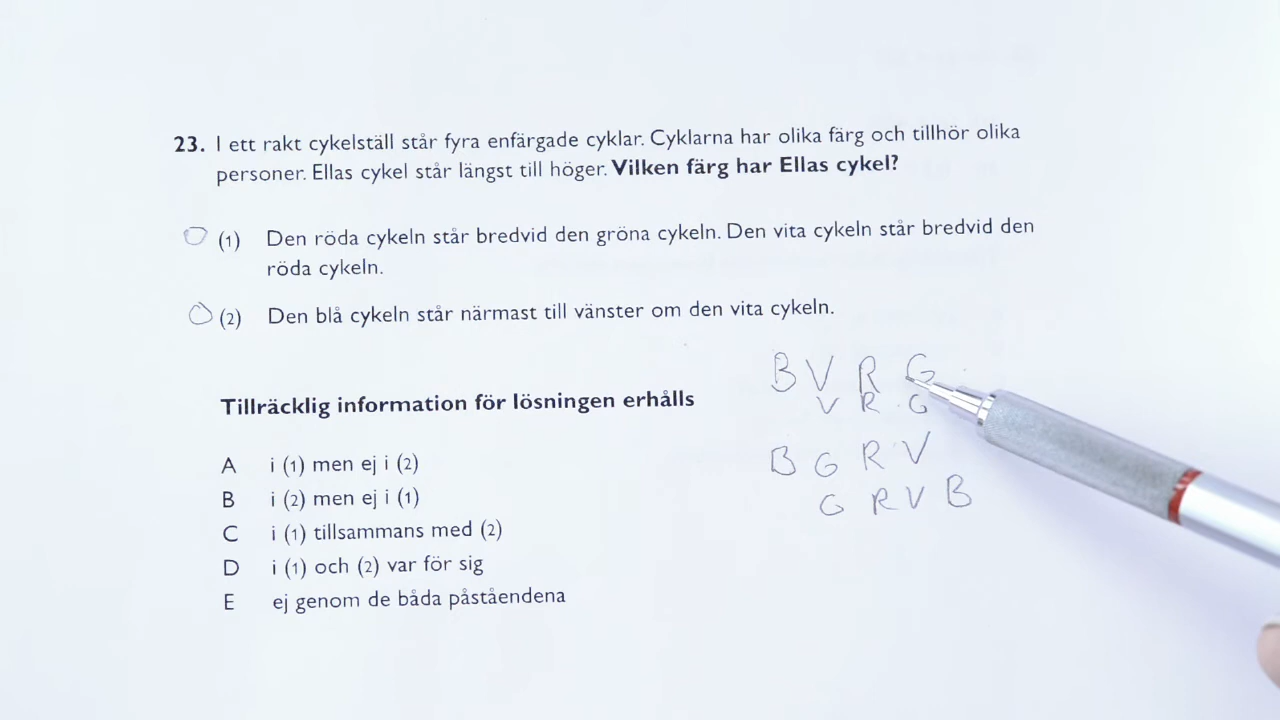 23. I ett rakt cykelställ står fyra enfärgade cyklar. Cyklarna har olika färg och tillhör olika
personer. Ellas cykel står längst till höger. Vilken färg har Ellas cykel?
(1) Den röda cykeln står bredvid den gröna cykeln. Den vita cykeln står bredvid den
röda cykeln.
(2) Den blå cykeln står närmast till vänster om den vita cykeln.
B V R G
V R G
Tillräcklig information för lösningen erhålls
B G R V
G R V B
A i (1) men ej i (2)
B i (2) men ej i (1)
C i (1) tillsammans med (2)
D i (1) och (2) var för sig
E ej genom de båda påståendena